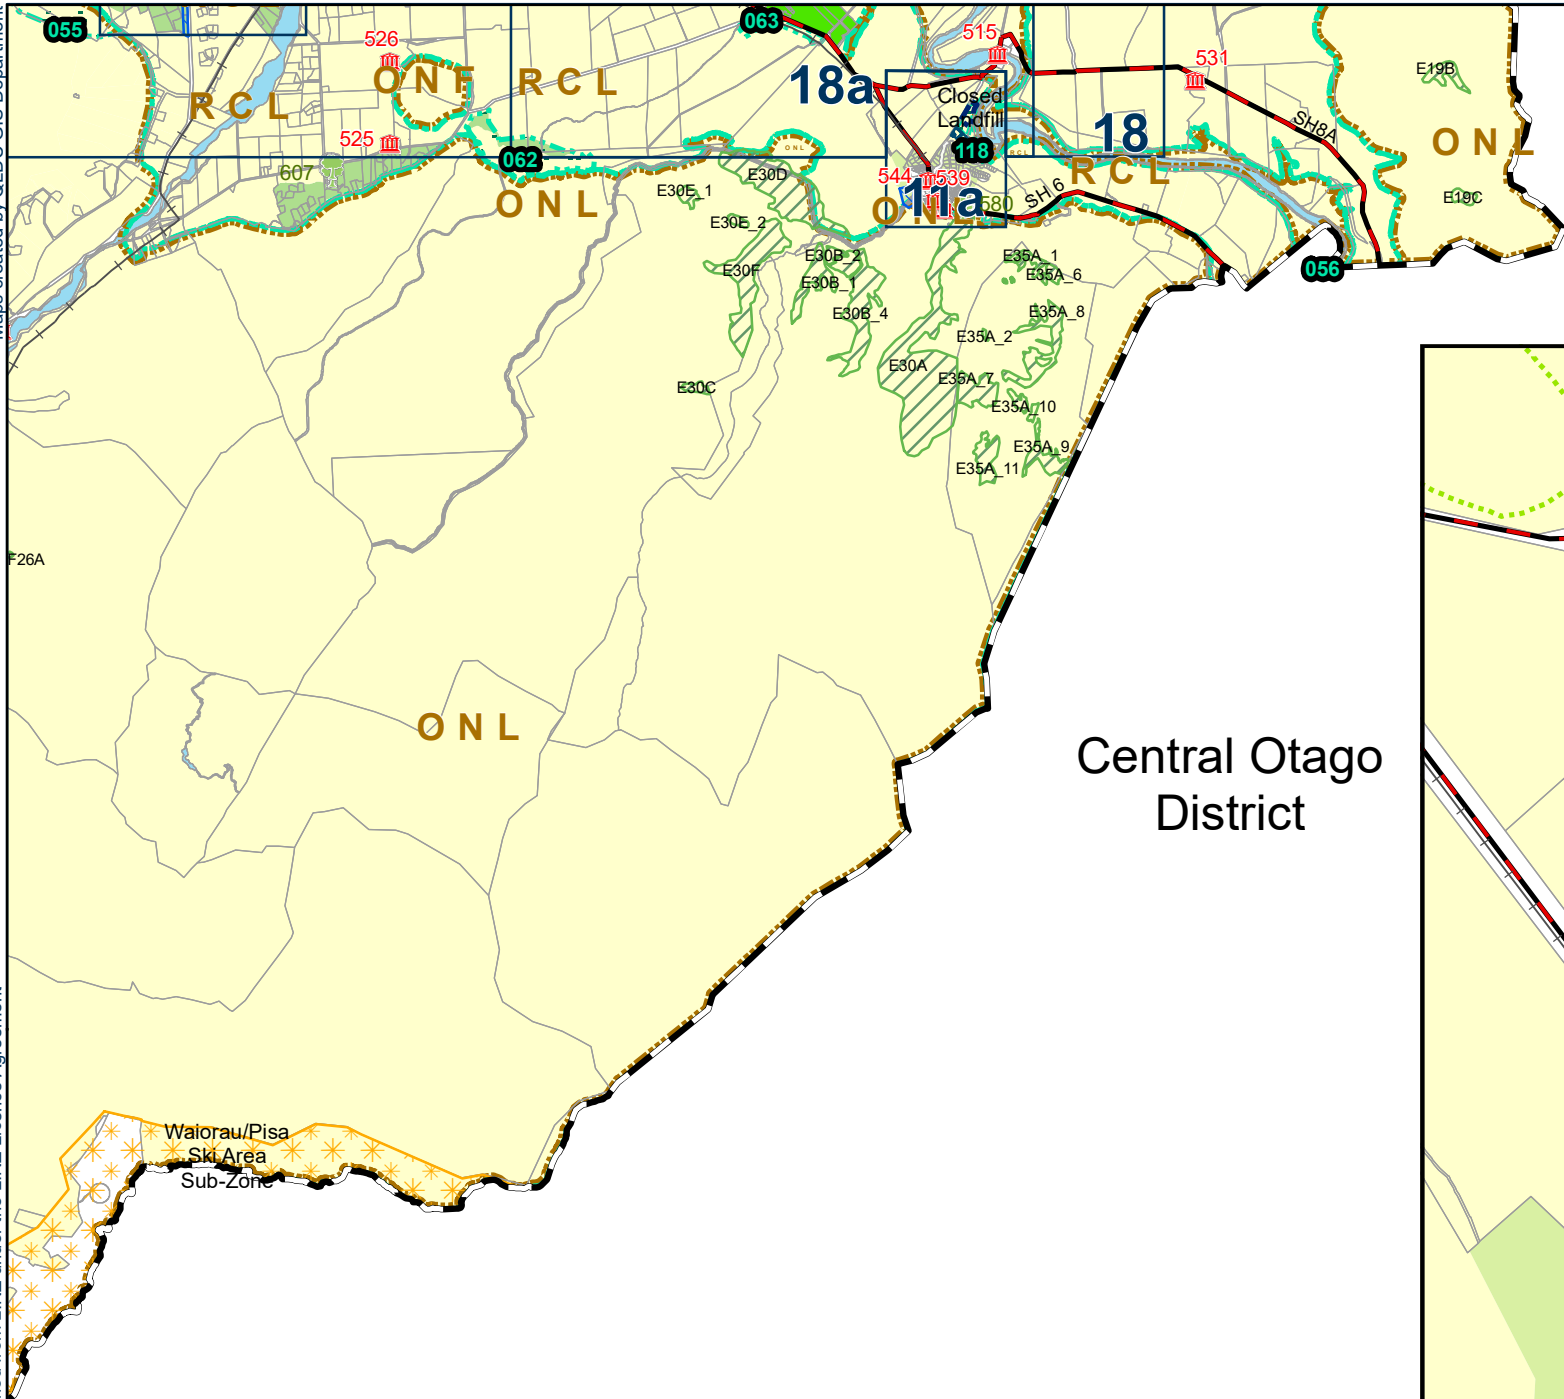 055
063
515
526
531
18a
E19B
ONF
RCL
RCL
Closed
Landfill
SH8A
525
118
18
ONL
ONL
062
607
E30D
RCL
RCL
544
539
E30E_1
11a
SH 6
E19C
ONL
ONL
580
E30E_2
E30B_2
E35A_1
E30F
E35A_6
056
E30B_1
E30B_4
E35A_8
E35A_2
E30A
E35A_7
E30C
E35A_10
E35A_9
E35A_11
F26A
ONL
Central Otago
District
Waiorau/Pisa
Ski Area
Sub-Zone